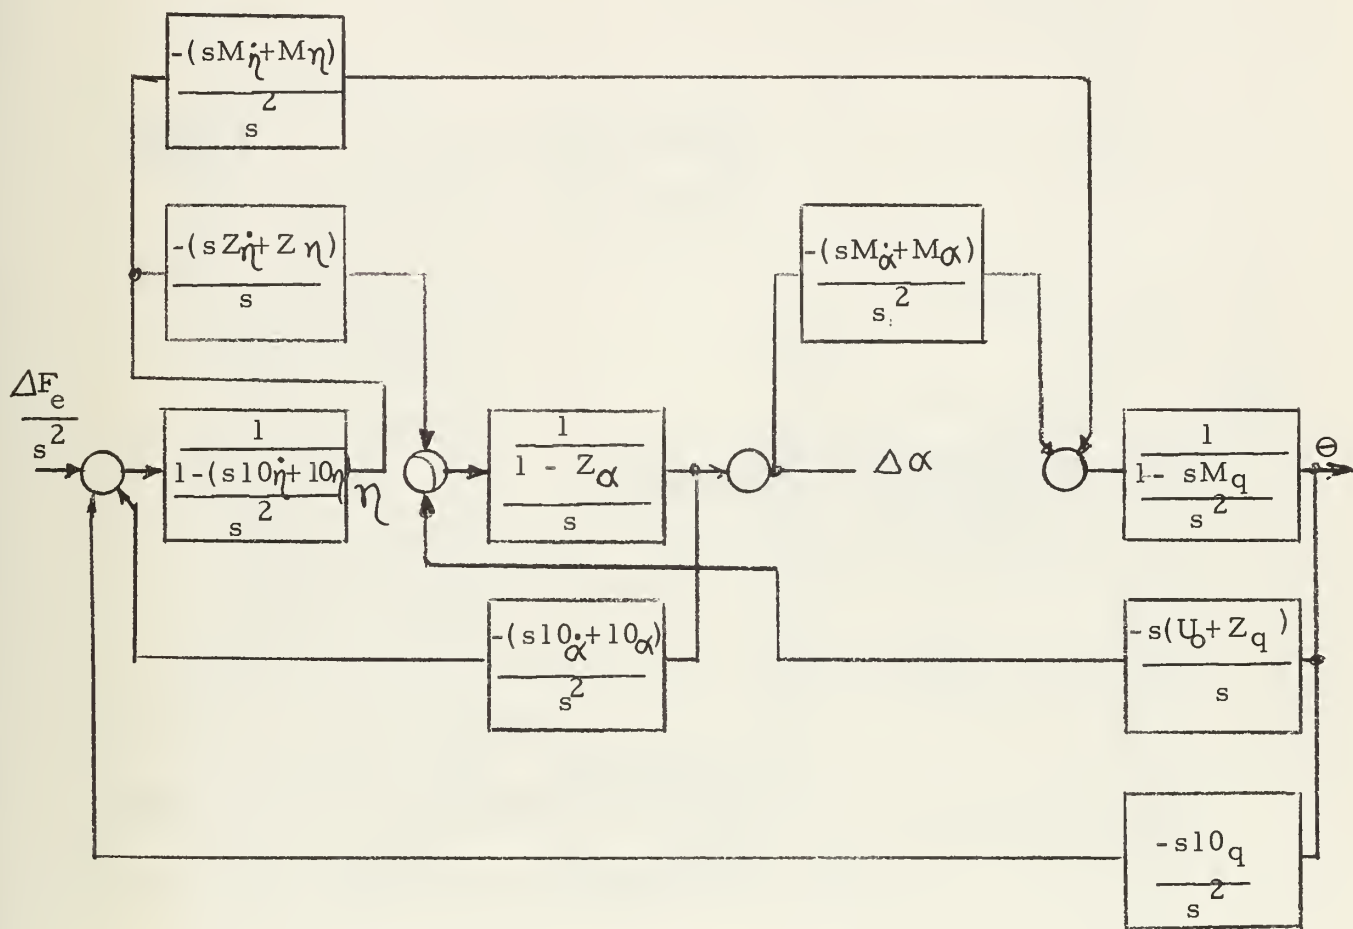 -(sMη̇+Mη)
s²
-(sZη̇+Zη)
s
-(sMα̇+Mα)
s²
ΔFe
s²
1
1-(s10η̇+10η)
s²
η
1
1 - Zα
s
Δα
1
1- sMq
s²
Θ
-(s10α̇+10α)
s²
-s(Uo+Zq)
s
-s10q
s²